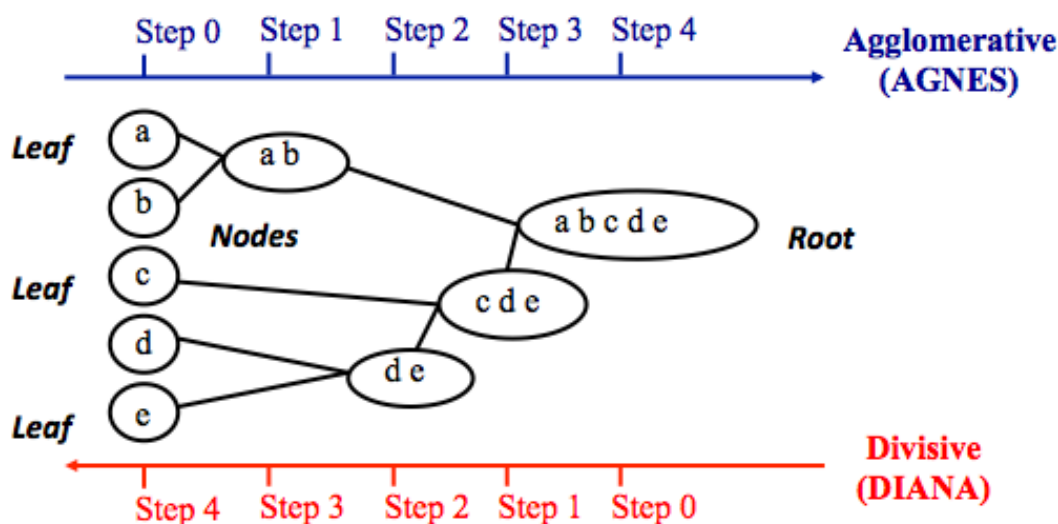 Step 0 Step 1 Step 2 Step 3 Step 4
Agglomerative
(AGNES)
Leaf
a
a b
b
Nodes
a b c d e
Root
Leaf
c
c d e
d
d e
e
Leaf
Divisive
(DIANA)
Step 4 Step 3 Step 2 Step 1 Step 0